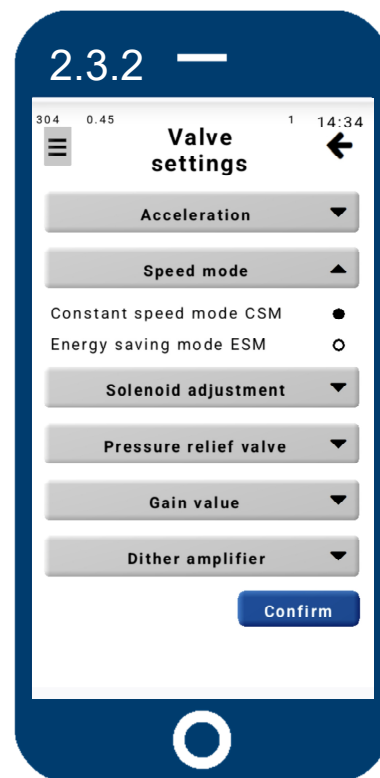 2.3.2
304 0.45 1 14:34
Valve
settings
Acceleration
Speed mode
Constant speed mode CSM
Energy saving mode ESM
Solenoid adjustment
Pressure relief valve
Gain value
Dither amplifier
Confirm